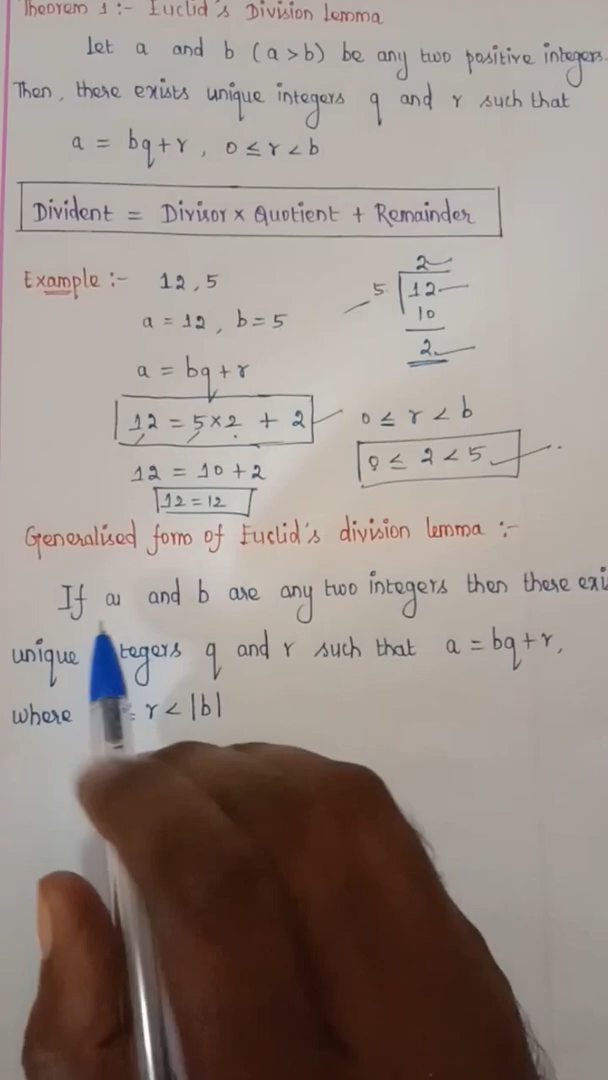 Theorem 1 :- Euclid's Division Lemma
Let a and b (a > b) be any two positive integers.
Then, there exists unique integers q and r such that
a = bq + r, 0 ≤ r < b
Divident = Divisor × Quotient + Remainder
Example :- 12, 5
a = 12, b = 5
a = bq + r
12 = 5×2 + 2
12 = 10 + 2
12 = 12
2
5 12
10
2
0 ≤ r < b
0 ≤ 2 < 5
Generalised form of Euclid's division lemma :-
If a and b are any two integers then there
unique q and r such that a = bq + r,
where r < |b|